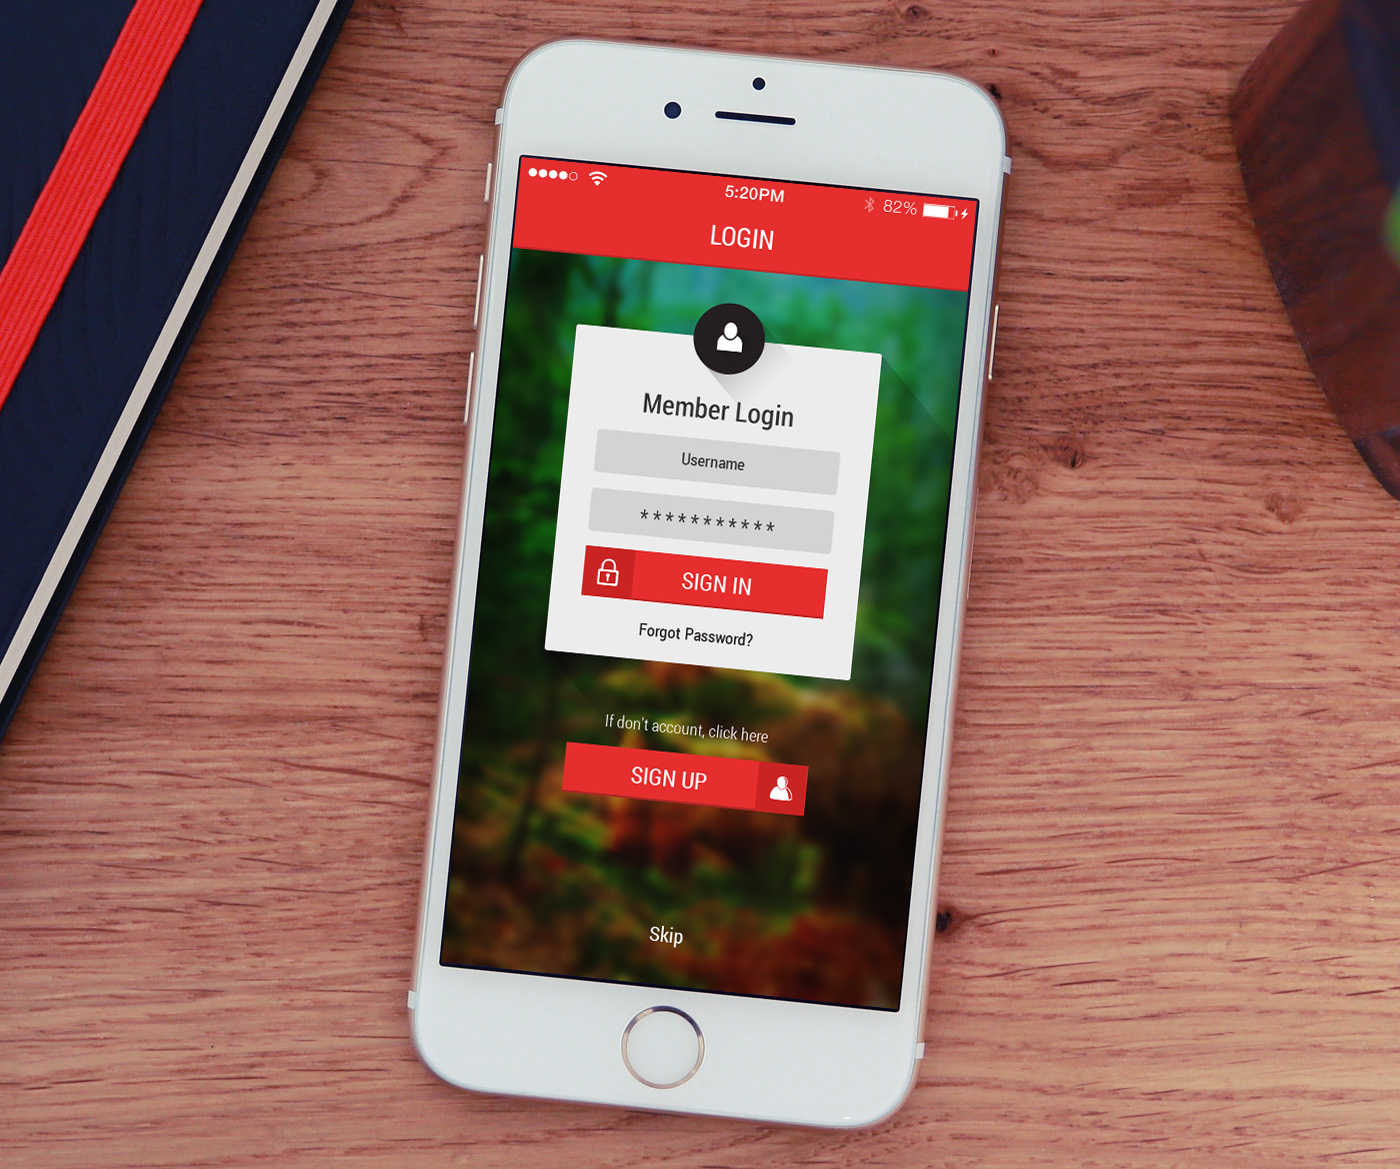 5:20PM
82%
LOGIN
Member Login
Username
***********
SIGN IN
Forgot Password?
If don't account, click here
SIGN UP
Skip